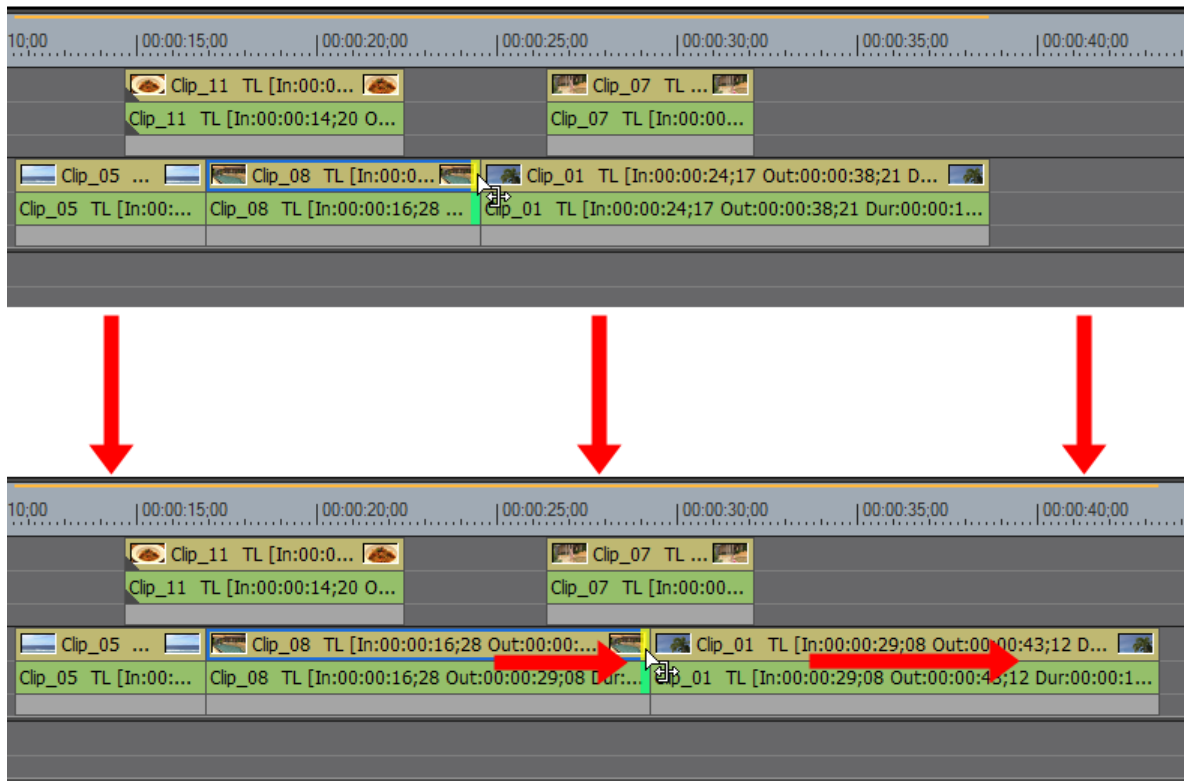 10;00 00:00:15;00 00:00:20;00 00:00:25;00 00:00:30;00 00:00:35;00 00:00:40;00
Clip_11 TL [In:00:0... Clip_07 TL ...
Clip_11 TL [In:00:00:14;20 O... Clip_07 TL [In:00:00...
Clip_05 ... Clip_08 TL [In:00:0... Clip_01 TL [In:00:00:24;17 Out:00:00:38;21 D...
Clip_05 TL [In:00:... Clip_08 TL [In:00:00:16;28 ... Clip_01 TL [In:00:00:24;17 Out:00:00:38;21 Dur:00:00:1...
10;00 00:00:15;00 00:00:20;00 00:00:25;00 00:00:30;00 00:00:35;00 00:00:40;00
Clip_11 TL [In:00:0... Clip_07 TL ...
Clip_11 TL [In:00:00:14;20 O... Clip_07 TL [In:00:00...
Clip_05 ... Clip_08 TL [In:00:00:16;28 Out:00:00:... Clip_01 TL [In:00:00:29;08 Out:00:00:43;12 D...
Clip_05 TL [In:00:... Clip_08 TL [In:00:00:16;28 Out:00:00:29;08 Dur:... Clip_01 TL [In:00:00:29;08 Out:00:00:43;12 Dur:00:00:1...